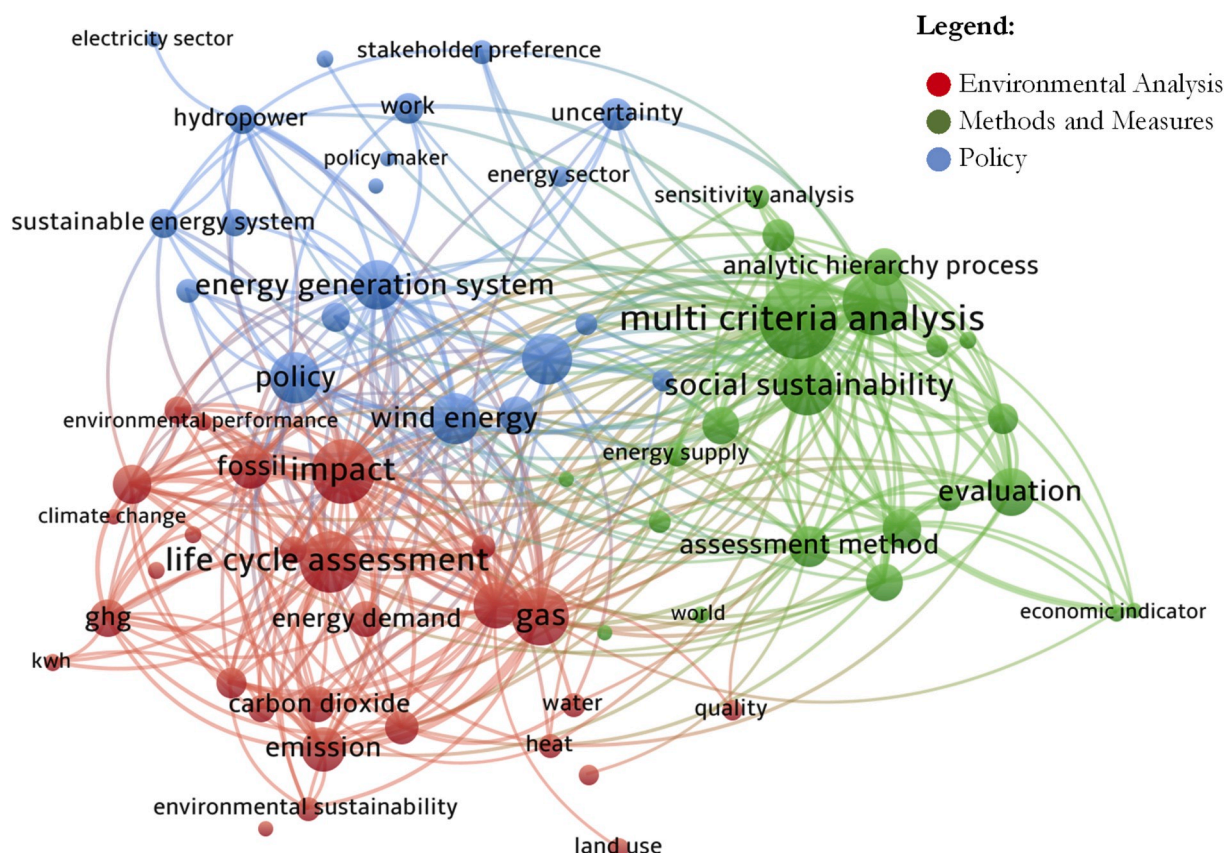 Legend:
Environmental Analysis
Methods and Measures
Policy
electricity sector
stakeholder preference
hydropower
work
uncertainty
policy maker
energy sector
sensitivity analysis
sustainable energy system
analytic hierarchy process
energy generation system
multi criteria analysis
policy
social sustainability
wind energy
environmental performance
energy supply
fossil
impact
evaluation
climate change
assessment method
life cycle assessment
ghg
energy demand
gas
world
economic indicator
kwh
carbon dioxide
water
quality
emission
heat
environmental sustainability
land use